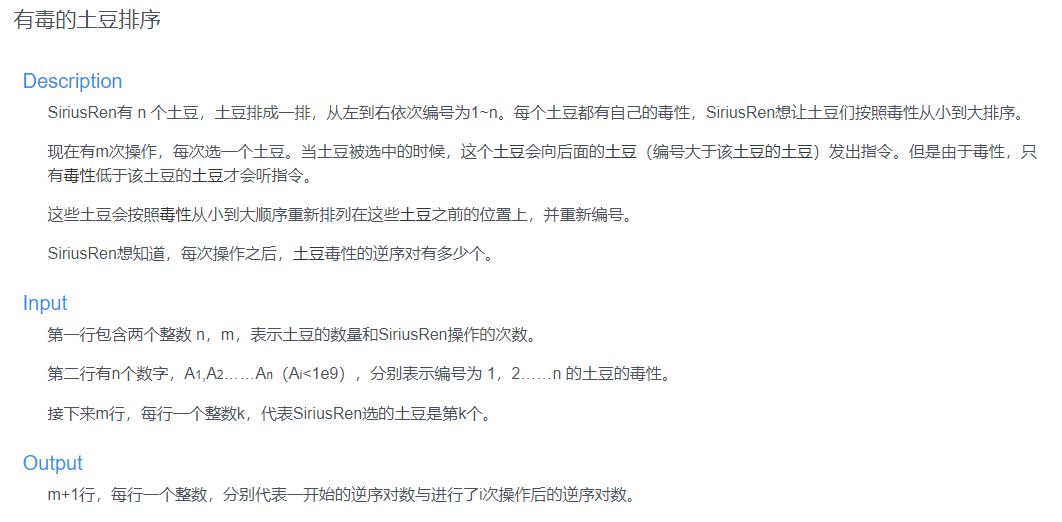 有毒的土豆排序
Description
SiriusRen有 n 个土豆，土豆排成一排，从左到右依次编号为1~n。每个土豆都有自己的毒性，SiriusRen想让土豆们按照毒性从小到大排序。
现在有m次操作，每次选一个土豆。当土豆被选中的时候，这个土豆会向后面的土豆（编号大于该土豆的土豆）发出指令。但是由于毒性，只
有毒性低于该土豆的土豆才会听指令。
这些土豆会按照毒性从小到大顺序重新排列在这些土豆之前的位置上，并重新编号。
SiriusRen想知道，每次操作之后，土豆毒性的逆序对有多少个。
Input
第一行包含两个整数 n，m，表示土豆的数量和SiriusRen操作的次数。
第二行有n个数字，A1,A2……An（Ai<1e9），分别表示编号为 1，2……n 的土豆的毒性。
接下来m行，每行一个整数k，代表SiriusRen选的土豆是第k个。
Output
m+1行，每行一个整数，分别代表一开始的逆序对数与进行了i次操作后的逆序对数。